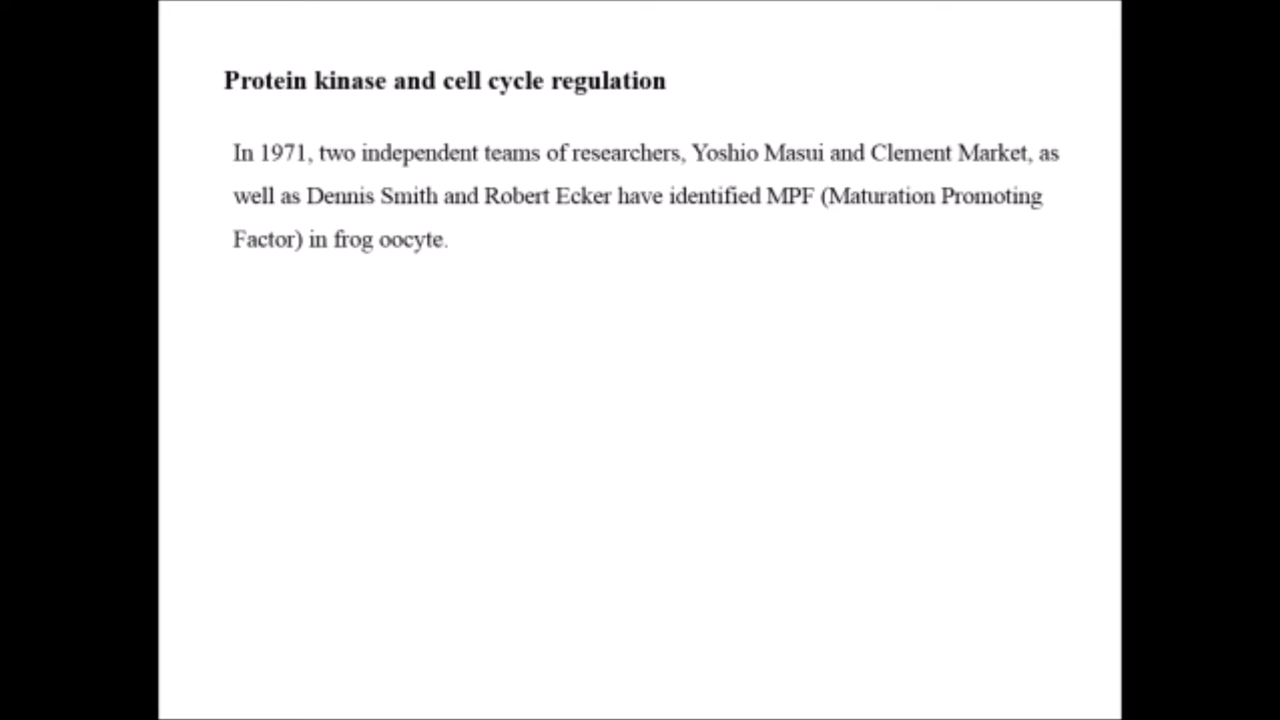 Protein kinase and cell cycle regulation
In 1971, two independent teams of researchers, Yoshio Masui and Clement Market, as
well as Dennis Smith and Robert Ecker have identified MPF (Maturation Promoting
Factor) in frog oocyte.